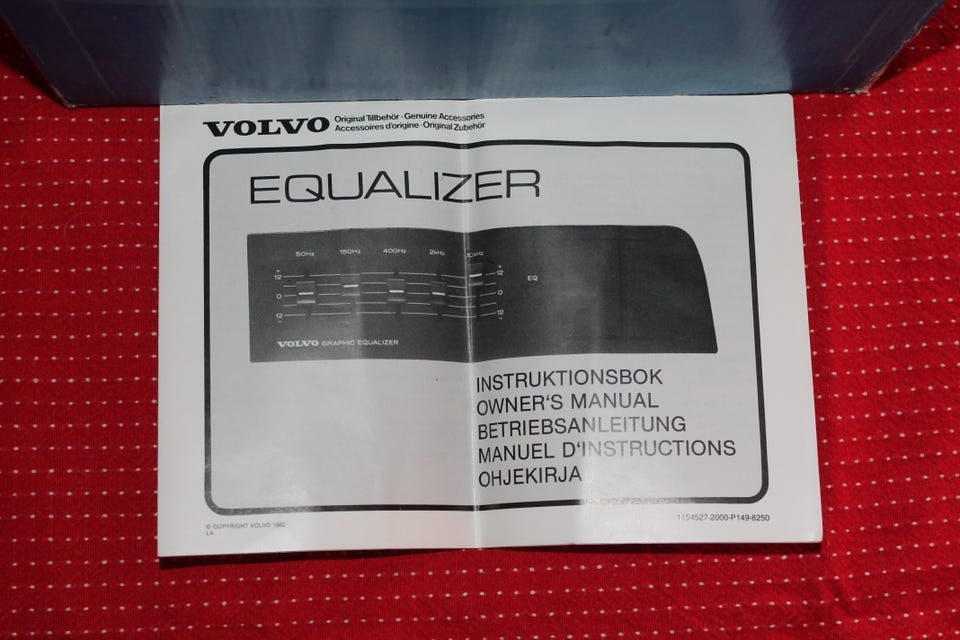 VOLVO
Original Tillbehör · Genuine Accessories
Accessoires d'origine · Original Zubehör
EQUALIZER
50Hz 150Hz 400Hz 2kHz 10kHz
+ +
12 12
0 0
12 12
- -
EQ
VOLVO GRAPHIC EQUALIZER
INSTRUKTIONSBOK
OWNER'S MANUAL
BETRIEBSANLEITUNG
MANUEL D'INSTRUCTIONS
OHJEKIRJA
© COPYRIGHT VOLVO 1982
LA
1154527-2000-P149-8250